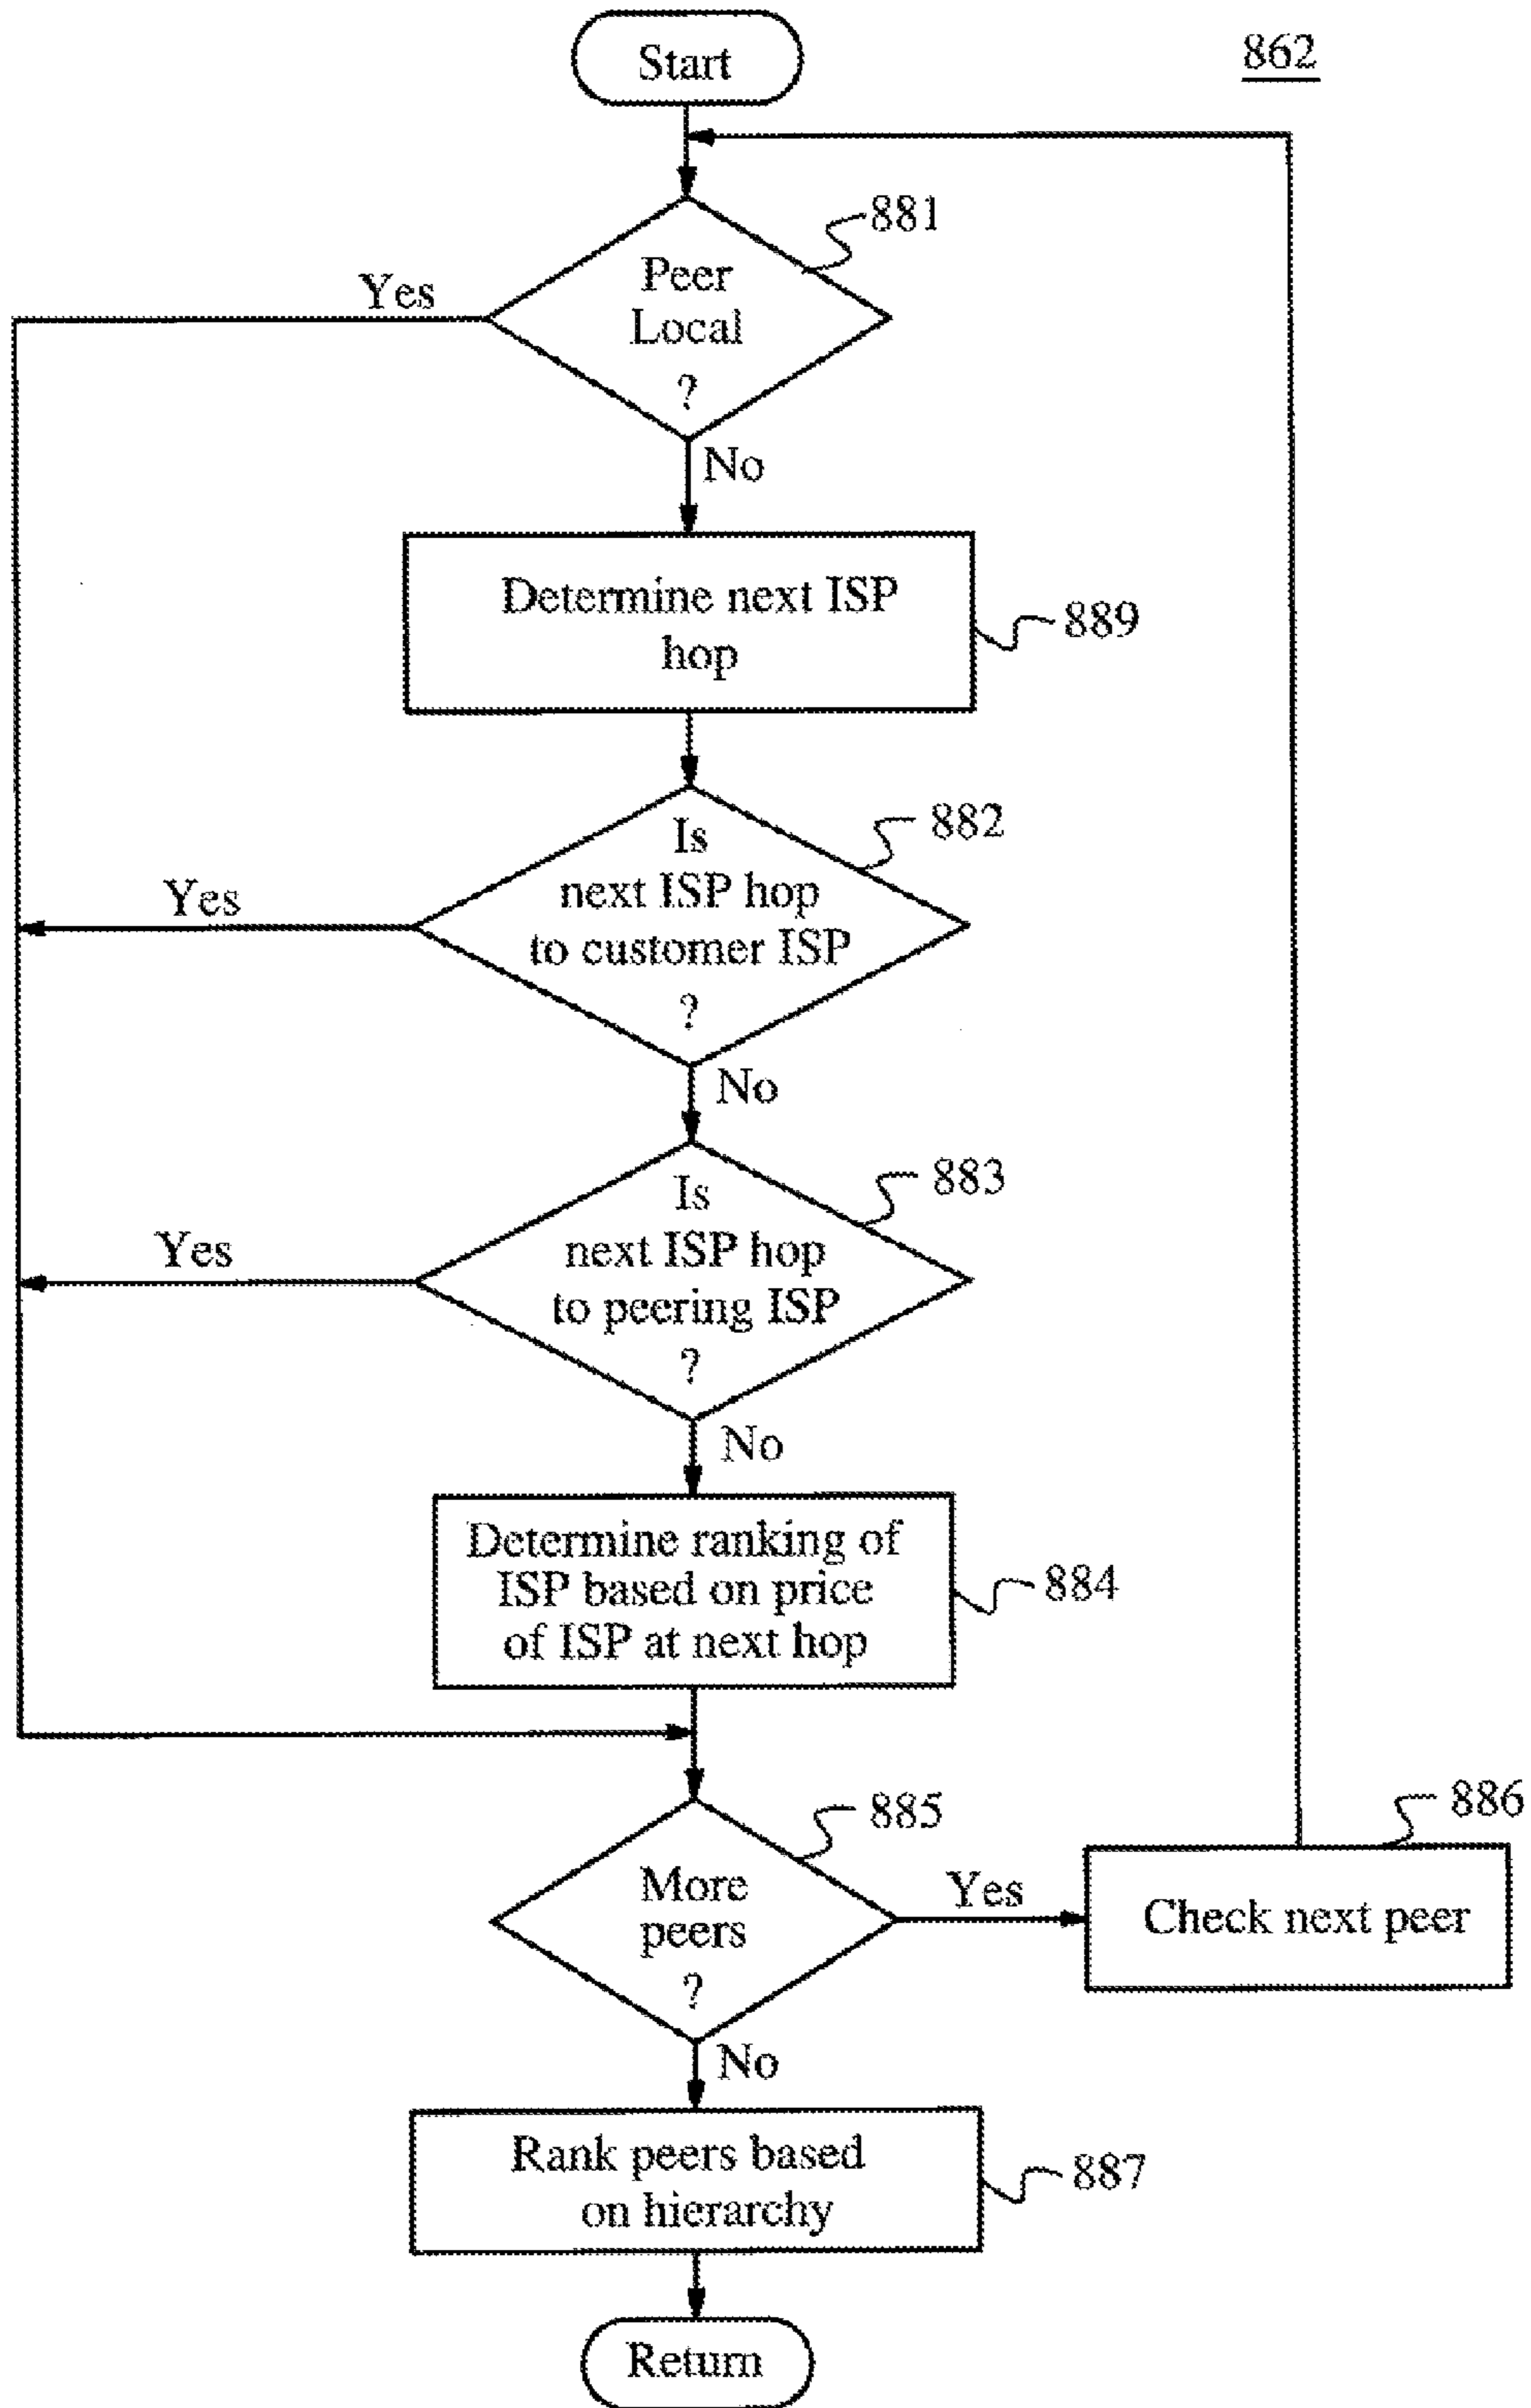 Start
862
881
Peer
Local
?
Yes
No
Determine next ISP
hop
889
882
Is
next ISP hop
to customer ISP
?
Yes
No
883
Is
next ISP hop
to peering ISP
?
Yes
No
Determine ranking of
ISP based on price
of ISP at next hop
884
885
More
peers
?
Yes
886
Check next peer
No
Rank peers based
on hierarchy
887
Return